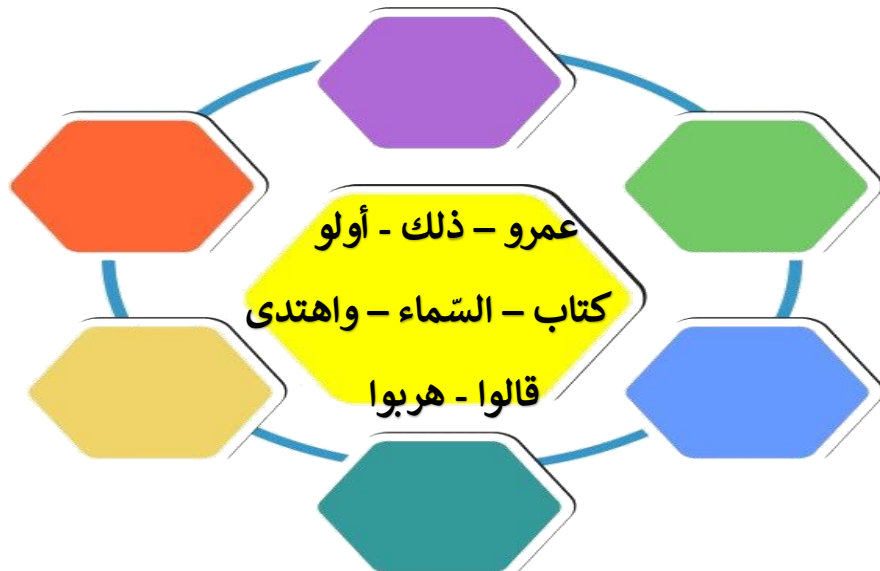 عمرو – ذلك - أولو
كتاب – السّماء – واهتدى
قالوا - هربوا